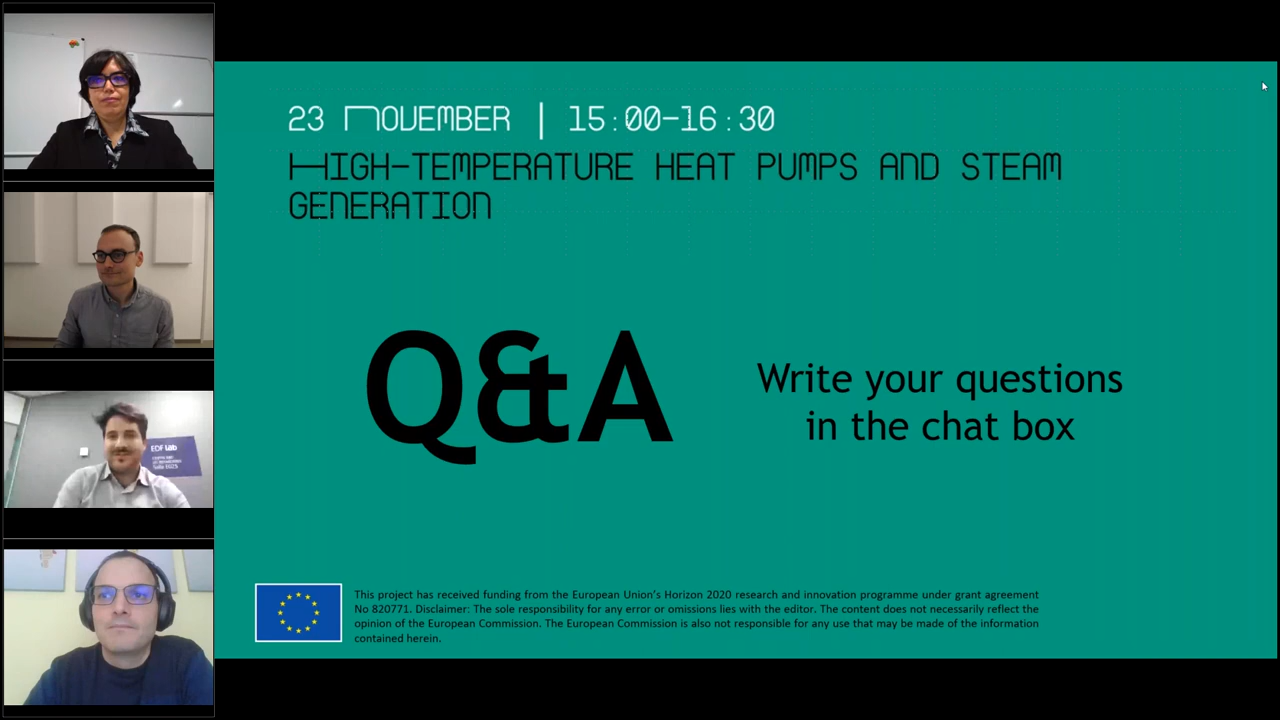 23 NOVEMBER | 15:00-16:30
HIGH-TEMPERATURE HEAT PUMPS AND STEAM
GENERATION
Q&A
Write your questions
in the chat box
EDF lab
This project has received funding from the European Union's Horizon 2020 research and innovation programme under grant agreement
No 820771. Disclaimer: The sole responsibility for any error or omissions lies with the editor. The content does not necessarily reflect the
opinion of the European Commission. The European Commission is also not responsible for any use that may be made of the information
contained herein.